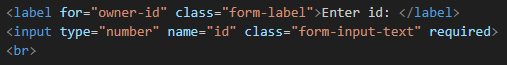 <label for="owner-id" class="form-label">Enter id: </label>
<input type="number" name="id" class="form-input-text" required>
<br>